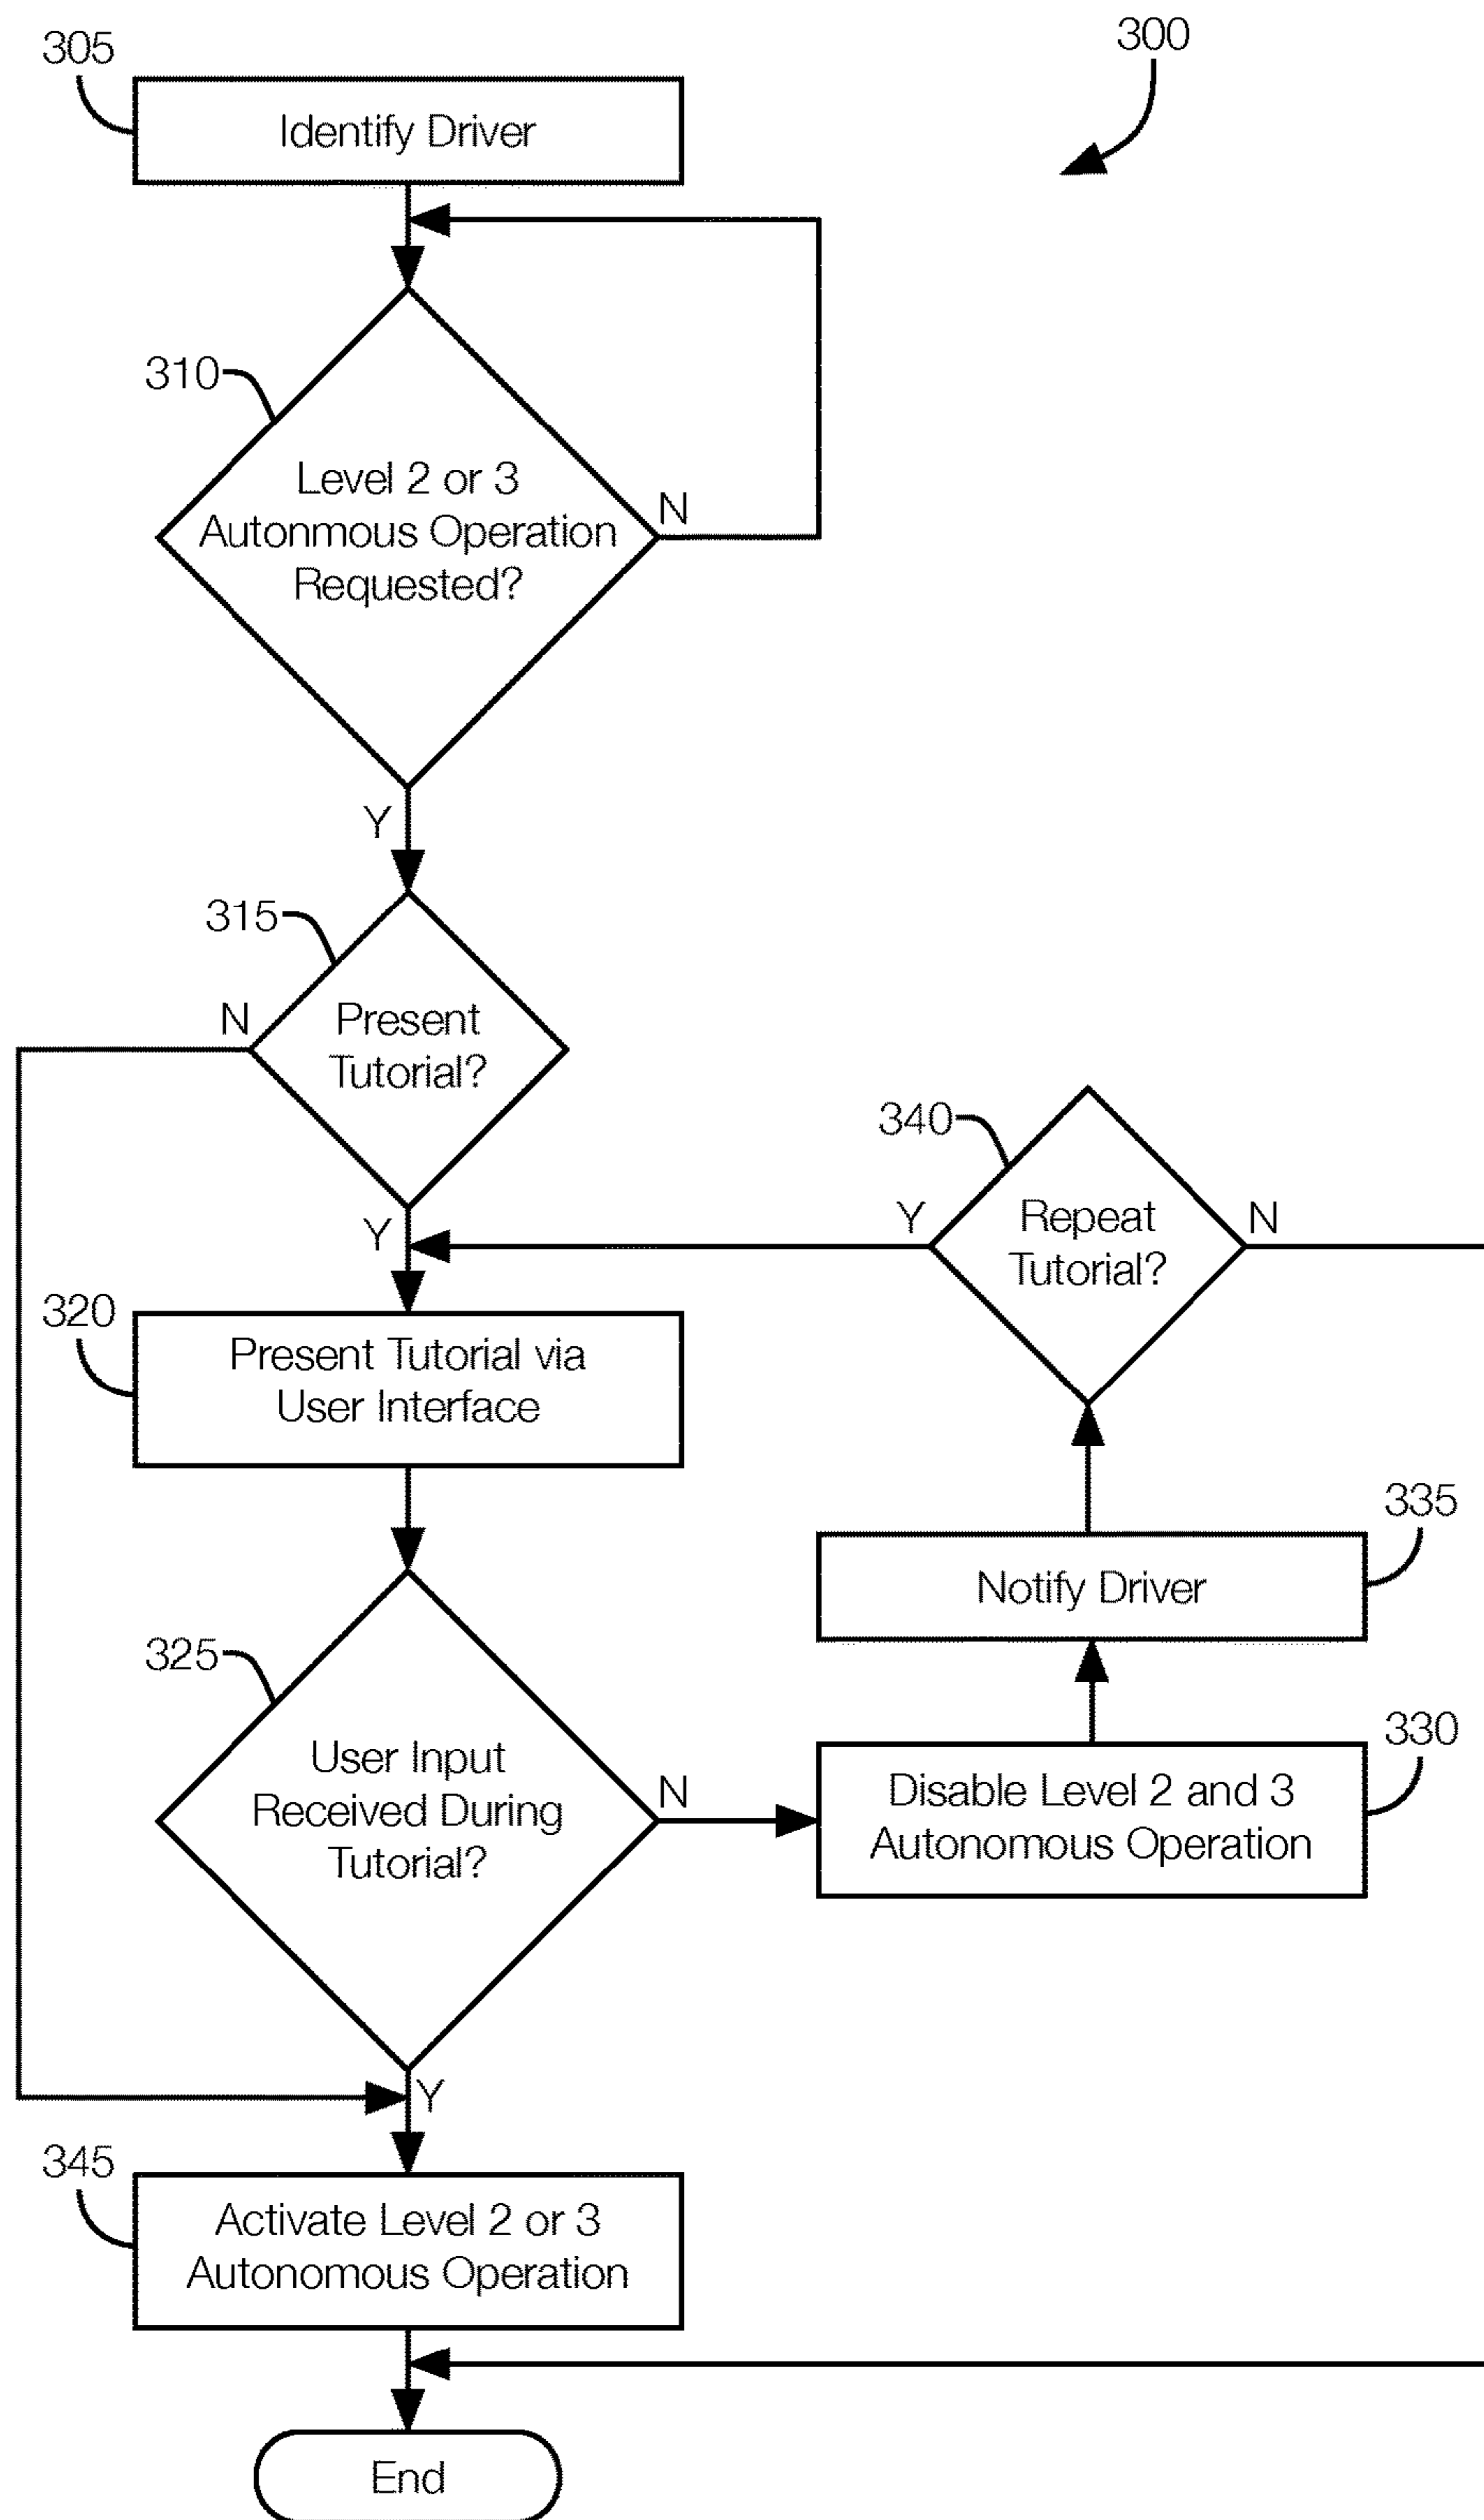 305
300
Identify Driver
310
Level 2 or 3
Autonmous Operation
Requested?
N
Y
315
N
Present
Tutorial?
Y
340
Y
Repeat
Tutorial?
N
320
Present Tutorial via
User Interface
335
Notify Driver
325
User Input
Received During
Tutorial?
N
330
Disable Level 2 and 3
Autonomous Operation
Y
345
Activate Level 2 or 3
Autonomous Operation
End